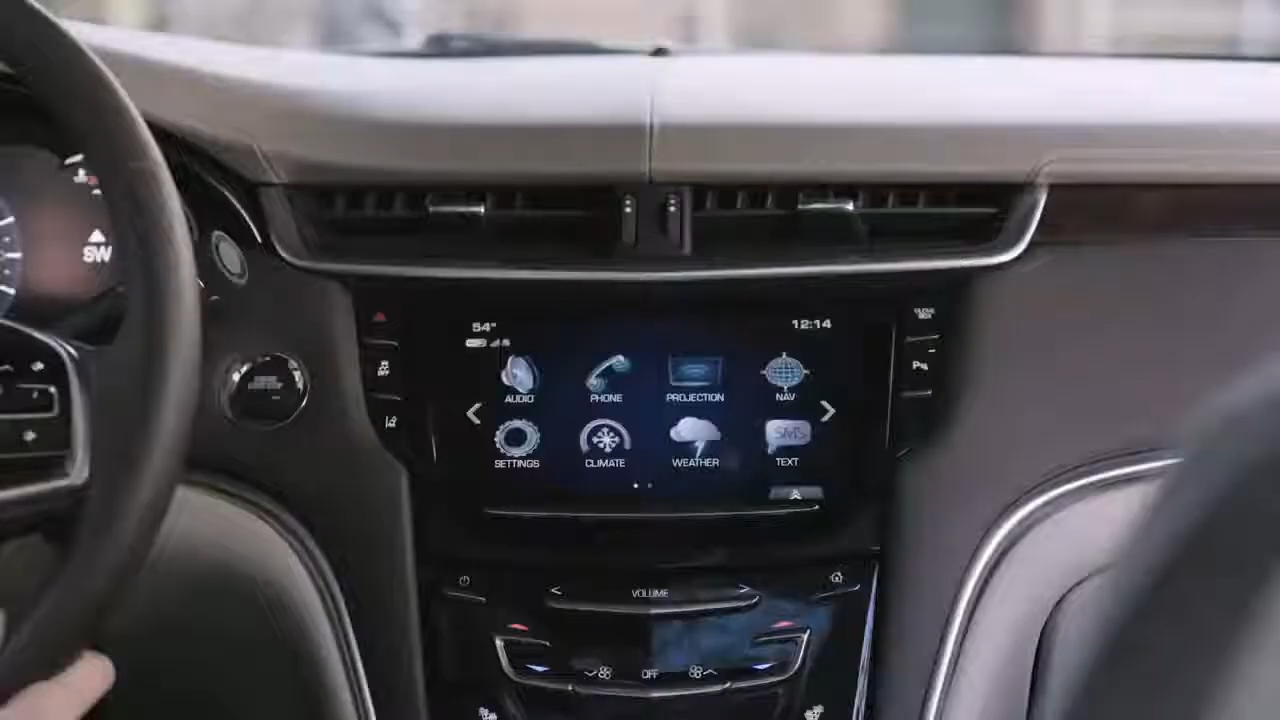 SW
54°
12:14
AUDIO PHONE PROJECTION NAV
SETTINGS CLIMATE WEATHER TEXT
SMS
VOLUME
OFF